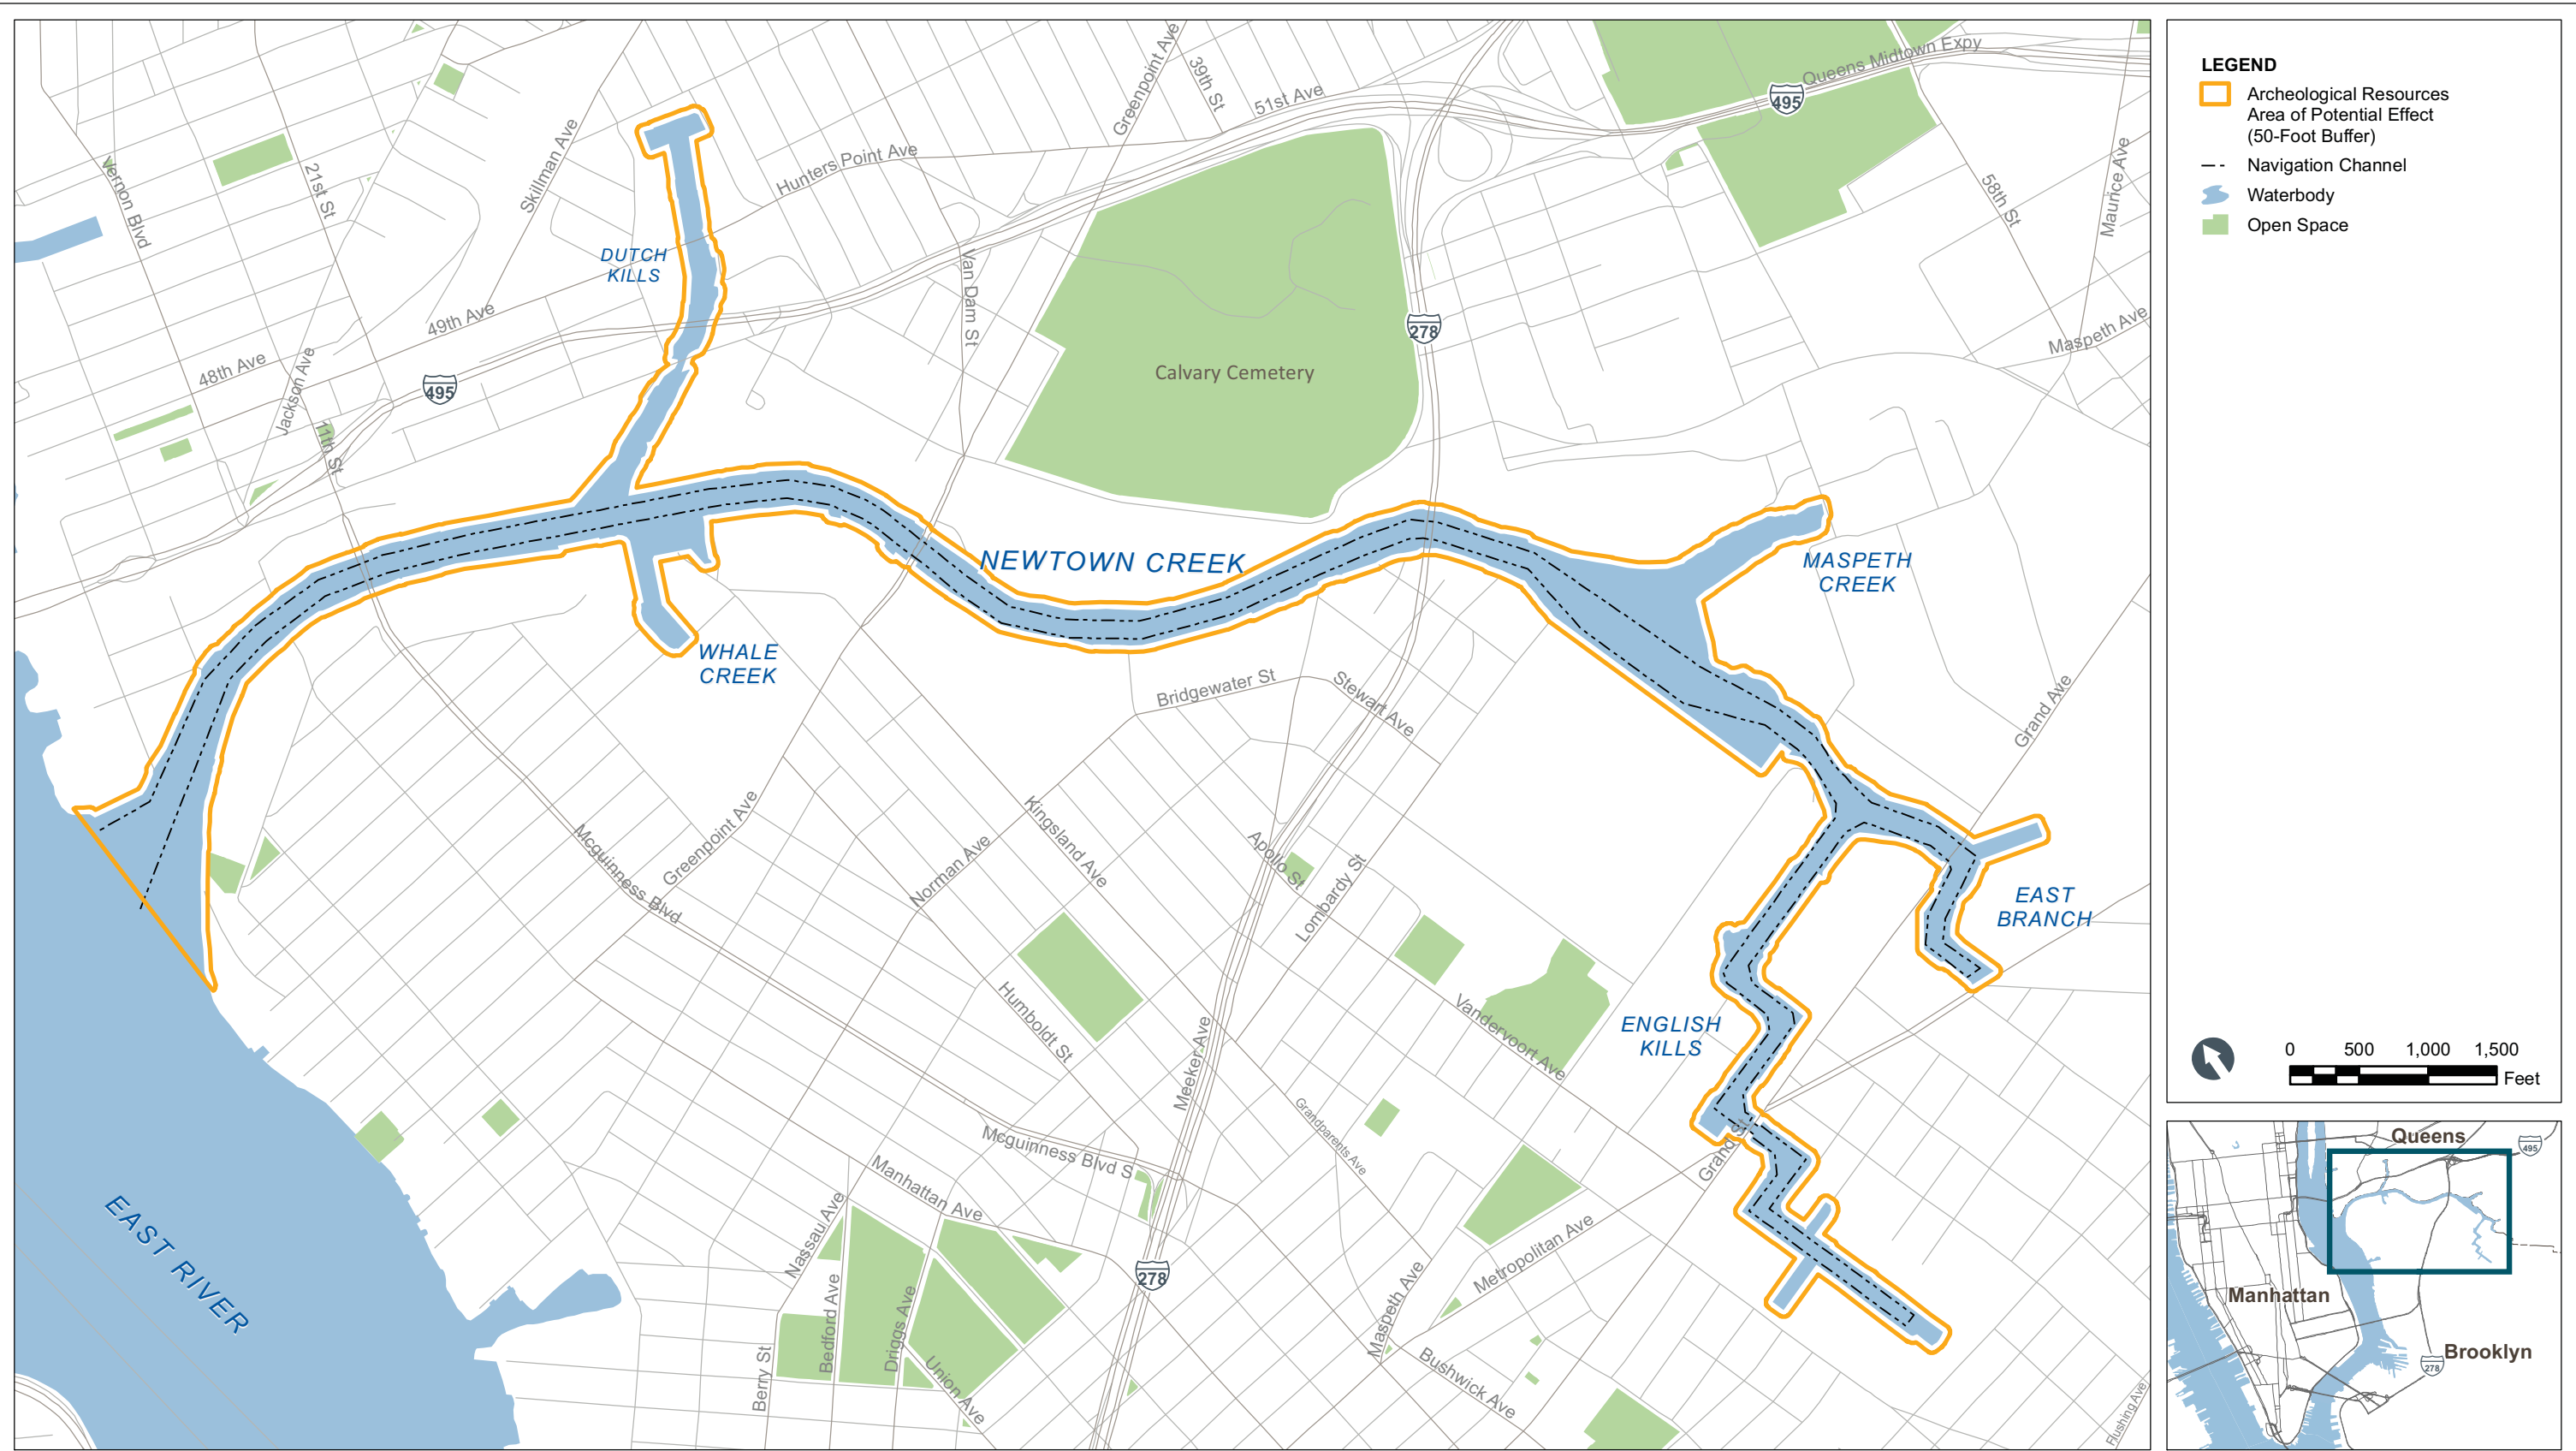 Queens Midtown Expy
495
Greenpoint Ave
39th St
51st Ave
Hunters Point Ave
Skillman Ave
Vernon Blvd
21st St
58th St
Maurice Ave
DUTCH
KILLS
Van Dam St
49th Ave
278
Maspeth Ave
48th Ave
Jackson Ave
495
Calvary Cemetery
11th St
NEWTOWN CREEK
MASPETH
CREEK
WHALE
CREEK
Bridgewater St
Stewart Ave
Grand Ave
Mcguinness Blvd
Greenpoint Ave
Norman Ave
Kingsland Ave
Apollo St
Lombardy St
EAST
BRANCH
Humboldt St
Meeker Ave
Vandervoort Ave
ENGLISH
KILLS
Grandparents Ave
Mcguinness Blvd S
Manhattan Ave
Nassau Ave
Grand St
EAST RIVER
Metropolitan Ave
278
Bedford Ave
Driggs Ave
Berry St
Union Ave
Maspeth Ave
Bushwick Ave
Flushing Ave
LEGEND
Archeological Resources
Area of Potential Effect
(50-Foot Buffer)
Navigation Channel
Waterbody
Open Space
0 500 1,000 1,500
Feet
Queens
495
Manhattan
Brooklyn
278